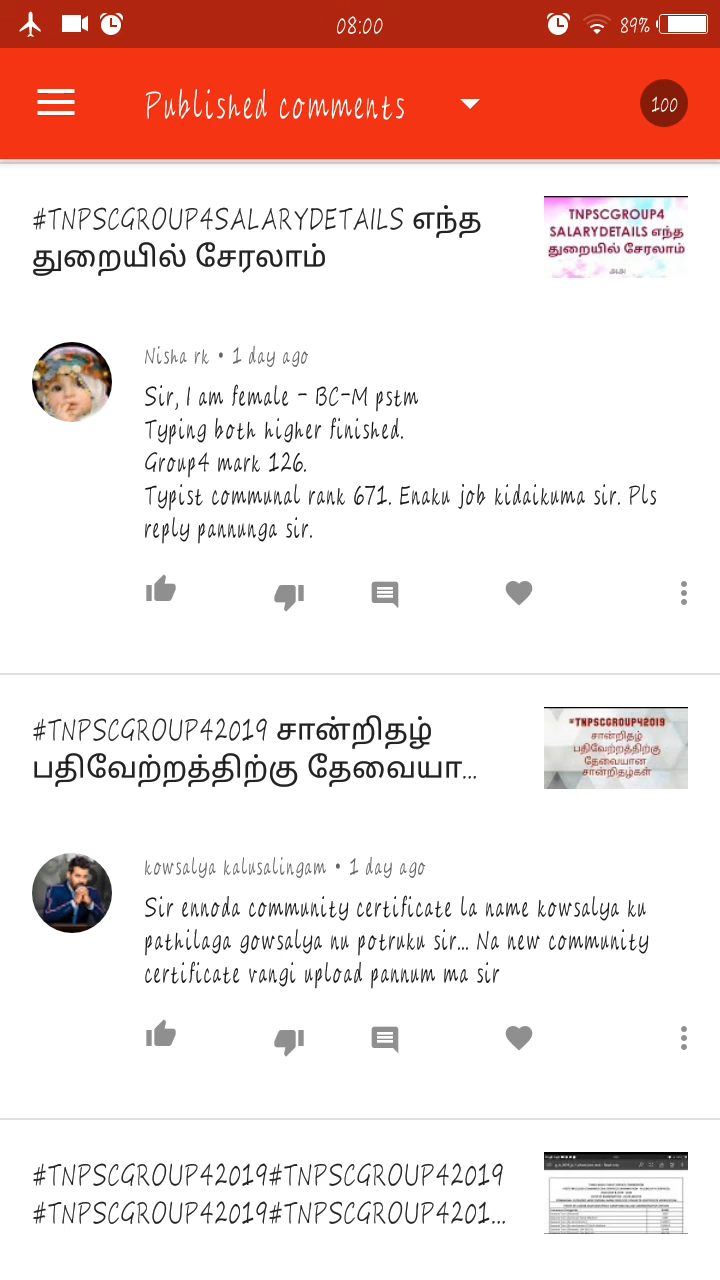 08:00
89%
Published comments
100
#TNPSCGROUP4SALARYDETAILS எந்த
துறையில் சேரலாம்
TNPSCGROUP4
SALARYDETAILS எந்த
துறையில் சேரலாம்
Nisha rk • 1 day ago
Sir, I am female - BC-M pstm
Typing both higher finished.
Group4 mark 126.
Typist communal rank 671. Enaku job kidaikuma sir. Pls
reply pannunga sir.
#TNPSCGROUP42019 சான்றிதழ்
பதிவேற்றத்திற்கு தேவையா...
#TNPSCGROUP42019
சான்றிதழ்
பதிவேற்றத்திற்கு
தேவையான
சான்றிதழ்கள்
kowsalya kalusalingam • 1 day ago
Sir ennoda community certificate la name kowsalya ku
pathilaga gowsalya nu potruku sir... Na new community
certificate vangi upload pannum ma sir
#TNPSCGROUP42019#TNPSCGROUP42019
#TNPSCGROUP42019#TNPSCGROUP4201...